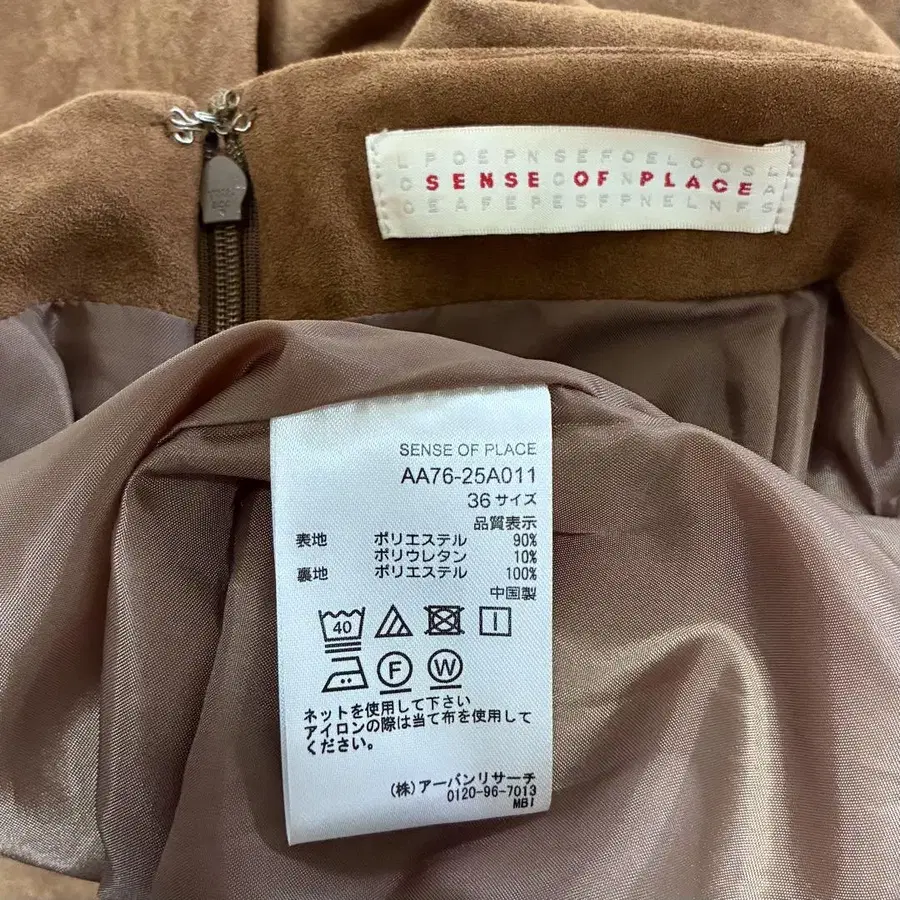 L P O E P N S E F O E L C O S L
SENSE OF PLACE
O E A F E P E S F P N E L N F S
SENSE OF PLACE
AA76-25A011
36サイズ
品質表示
表地 ポリエステル 90%
ポリウレタン 10%
裏地 ポリエステル 100%
中国製
40
F W
ネットを使用して下さい
アイロンの際は当て布を使用して
ください。
(株)アーバンリサーチ
0120-96-7013
MBI